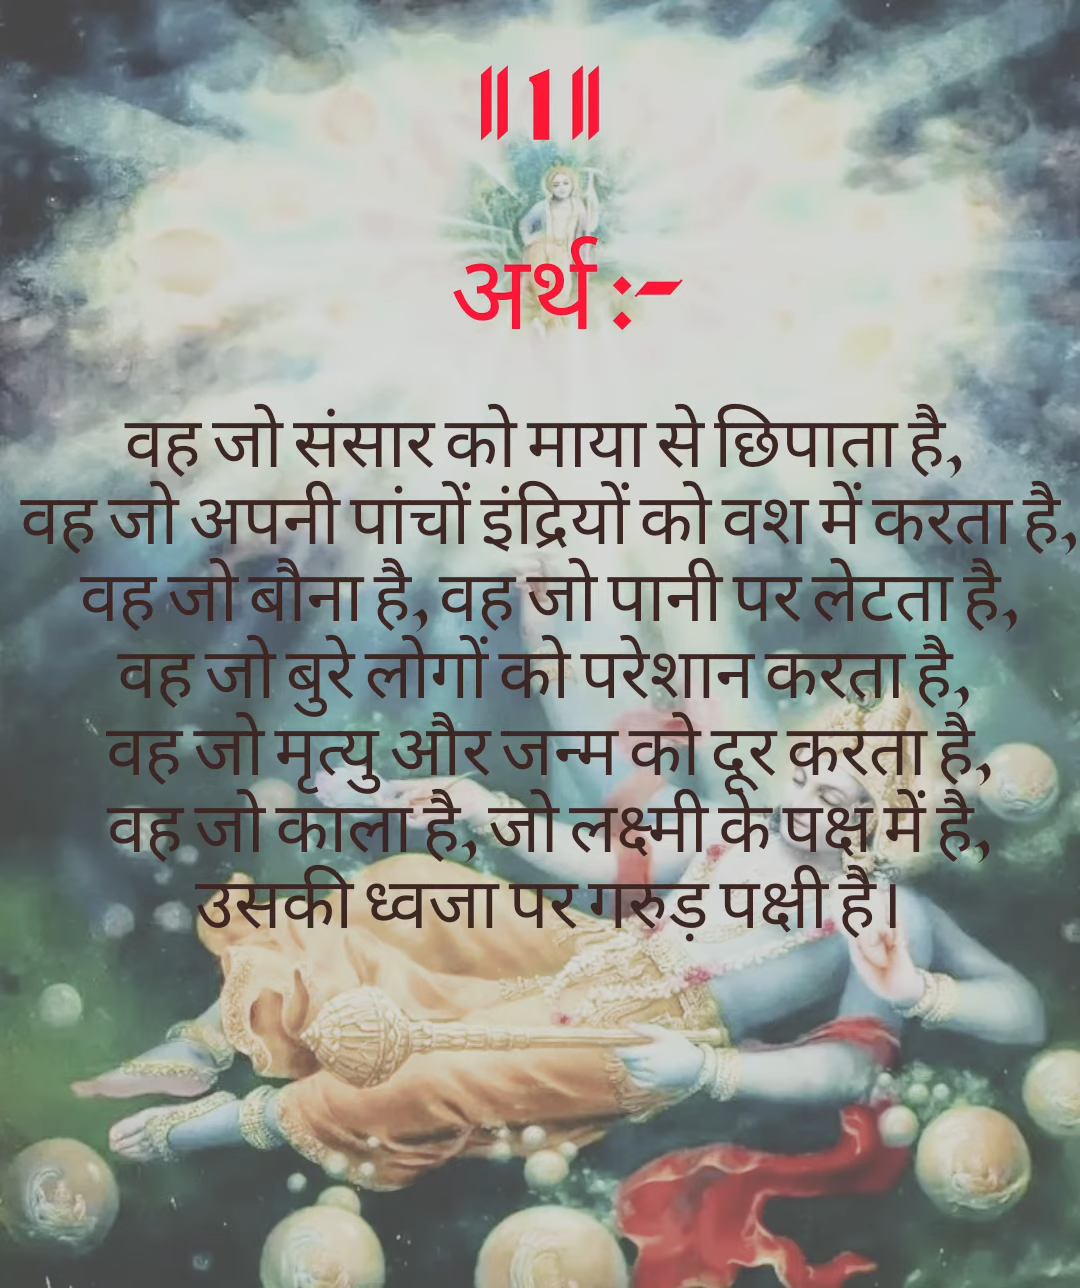 ॥1॥
अर्थ :-
वह जो संसार को माया से छिपाता है,
वह जो अपनी पांचों इंद्रियों को वश में करता है,
वह जो बौना है, वह जो पानी पर लेटता है,
वह जो बुरे लोगों को परेशान करता है,
वह जो मृत्यु और जन्म को दूर करता है,
वह जो काला है, जो लक्ष्मी के पक्ष में है,
उसकी ध्वजा पर गरुड़ पक्षी है।